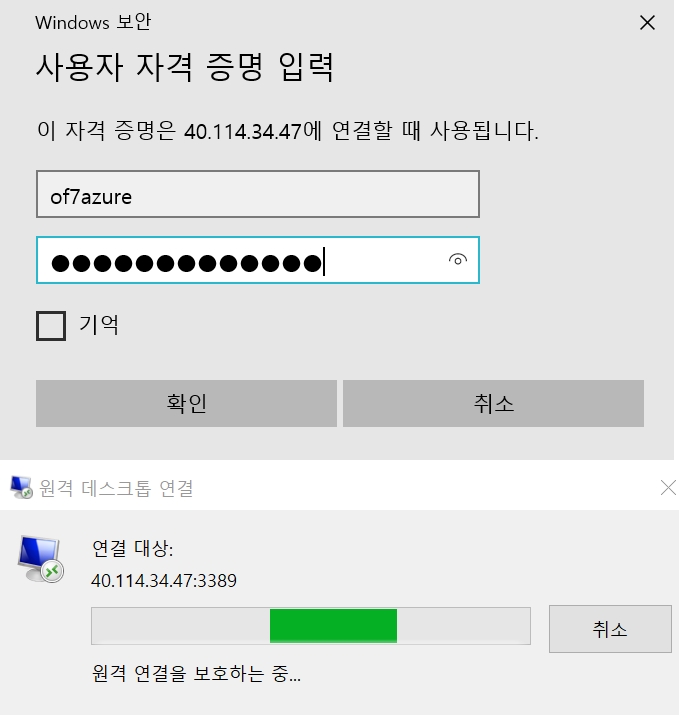 Windows 보안
사용자 자격 증명 입력
이 자격 증명은 40.114.34.47에 연결할 때 사용됩니다.
of7azure
●●●●●●●●●●●●●
기억
확인
취소
원격 데스크톱 연결
연결 대상:
40.114.34.47:3389
취소
원격 연결을 보호하는 중...